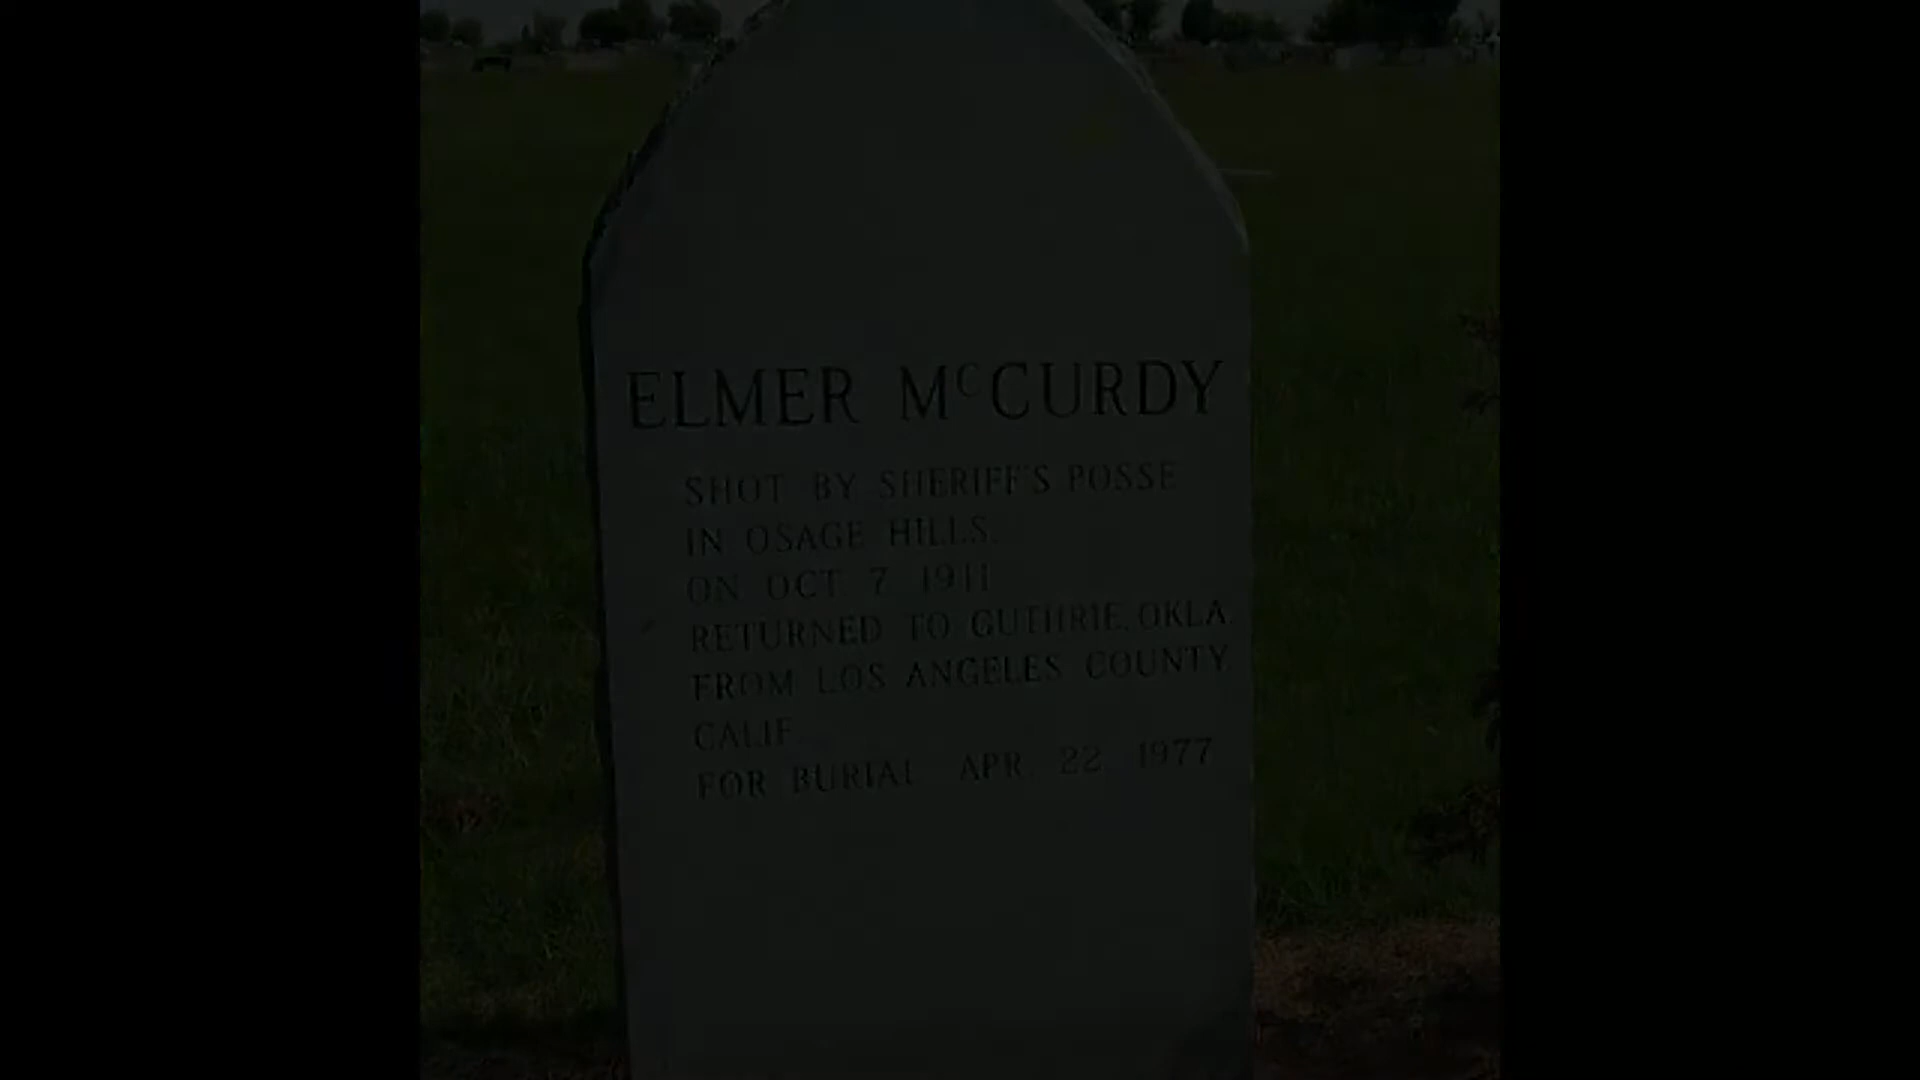 ELMER McCURDY
SHOT BY SHERIFF'S POSSE
IN OSAGE HILLS.
ON OCT. 7, 1911
RETURNED TO GUTHRIE, OKLA.
FROM LOS ANGELES COUNTY
CALIF.
FOR BURIAL APR. 22, 1977